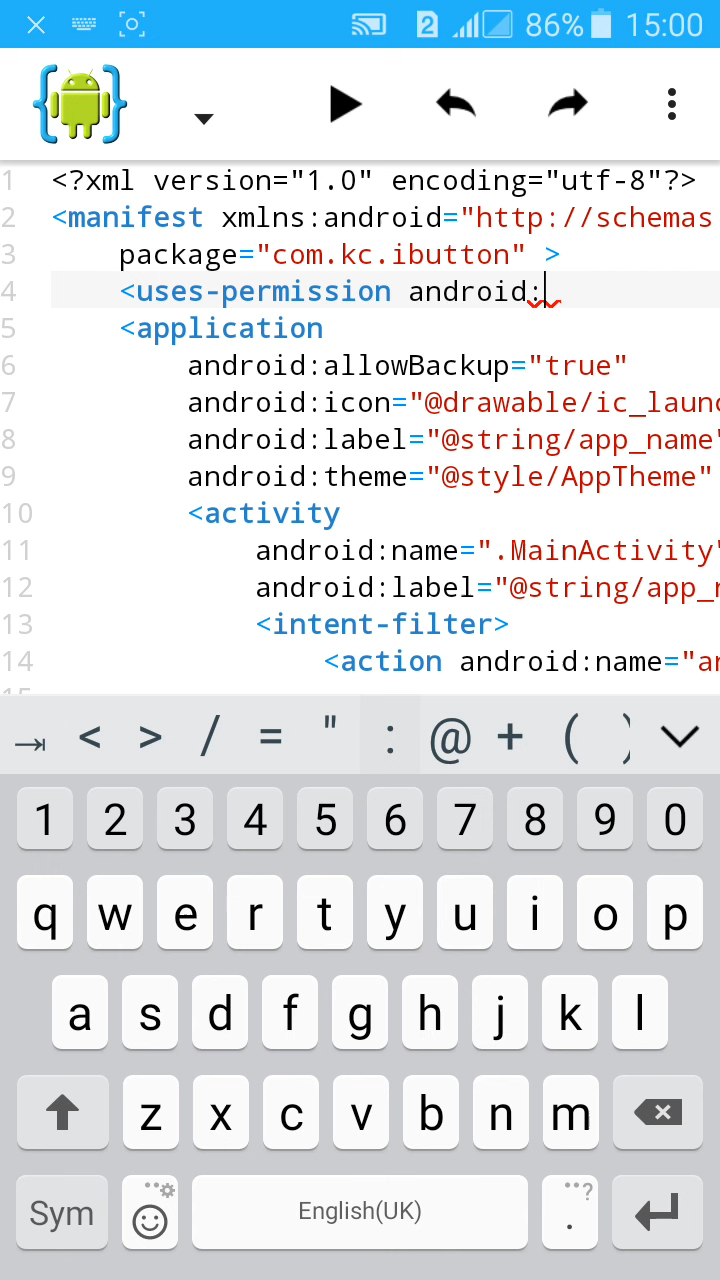 2 86% 15:00
1 <?xml version="1.0" encoding="utf-8"?>
2 <manifest xmlns:android="http://schemas
3 package="com.kc.ibutton" >
4 <uses-permission android:
5 <application
6 android:allowBackup="true"
7 android:icon="@drawable/ic_laun
8 android:label="@string/app_name"
9 android:theme="@style/AppTheme"
10 <activity
11 android:name=".MainActivity"
12 android:label="@string/app_
13 <intent-filter>
14 <action android:name="a
< > / = " : @ + ( )
1 2 3 4 5 6 7 8 9 0
q w e r t y u i o p
a s d f g h j k l
z x c v b n m
Sym English(UK) . ?